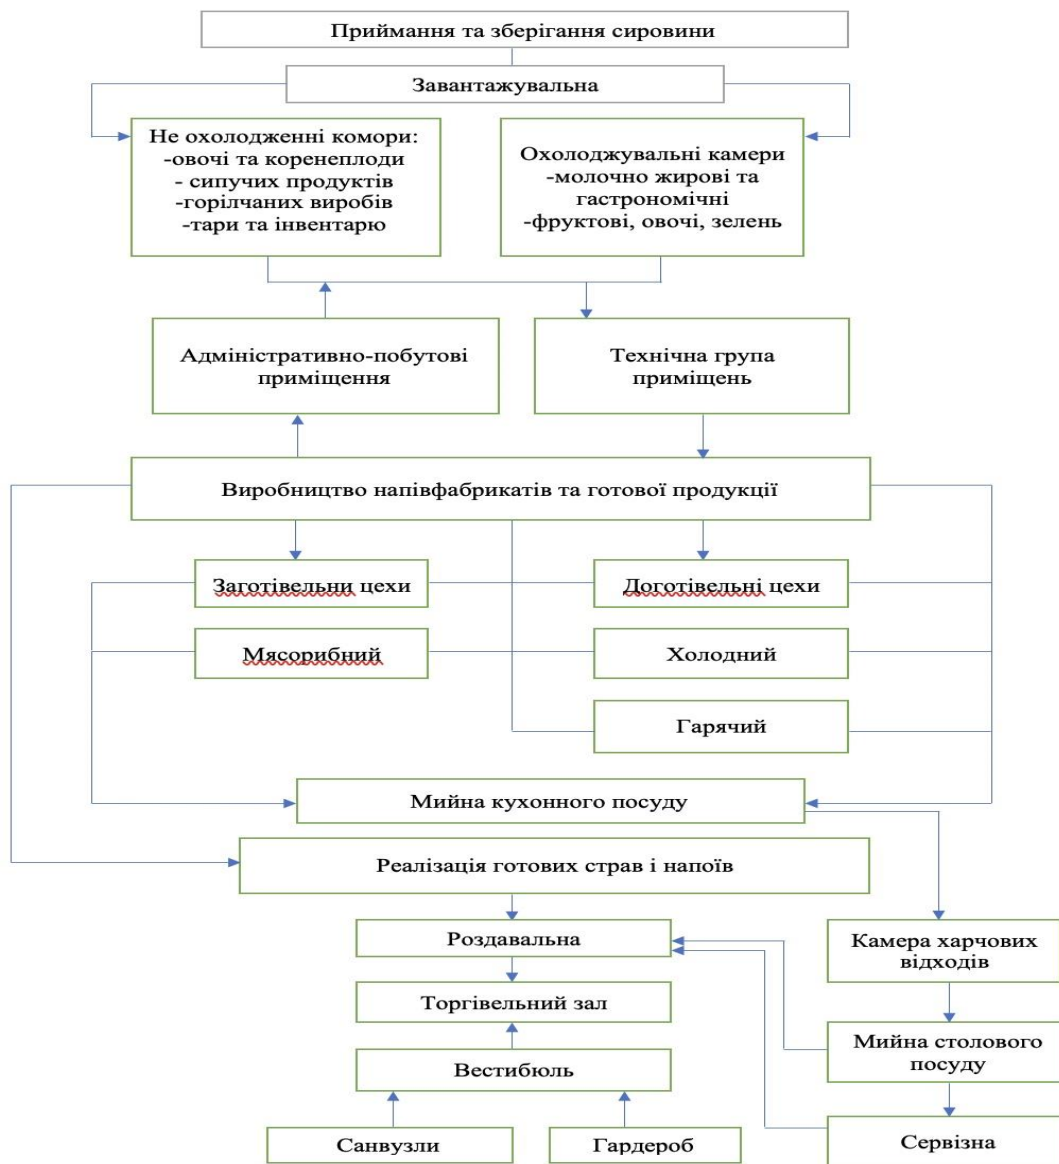 Приймання та зберігання сировини
Завантажувальна
Не охолодженні комори:
-овочі та коренеплоди
- сипучих продуктів
-горілчаних виробів
-тари та інвентарю
Охолоджувальні камери
-молочно жирові та
гастрономічні
-фруктові, овочі, зелень
Адміністративно-побутові
приміщення
Технічна група
приміщень
Виробництво напівфабрикатів та готової продукції
Заготівельни цехи
Доготівельні цехи
Мясорибний
Холодний
Гарячий
Мийна кухонного посуду
Реалізація готових страв і напоїв
Роздавальна
Камера харчових
відходів
Торгівельний зал
Мийна столового
посуду
Вестибюль
Санвузли
Гардероб
Сервізна